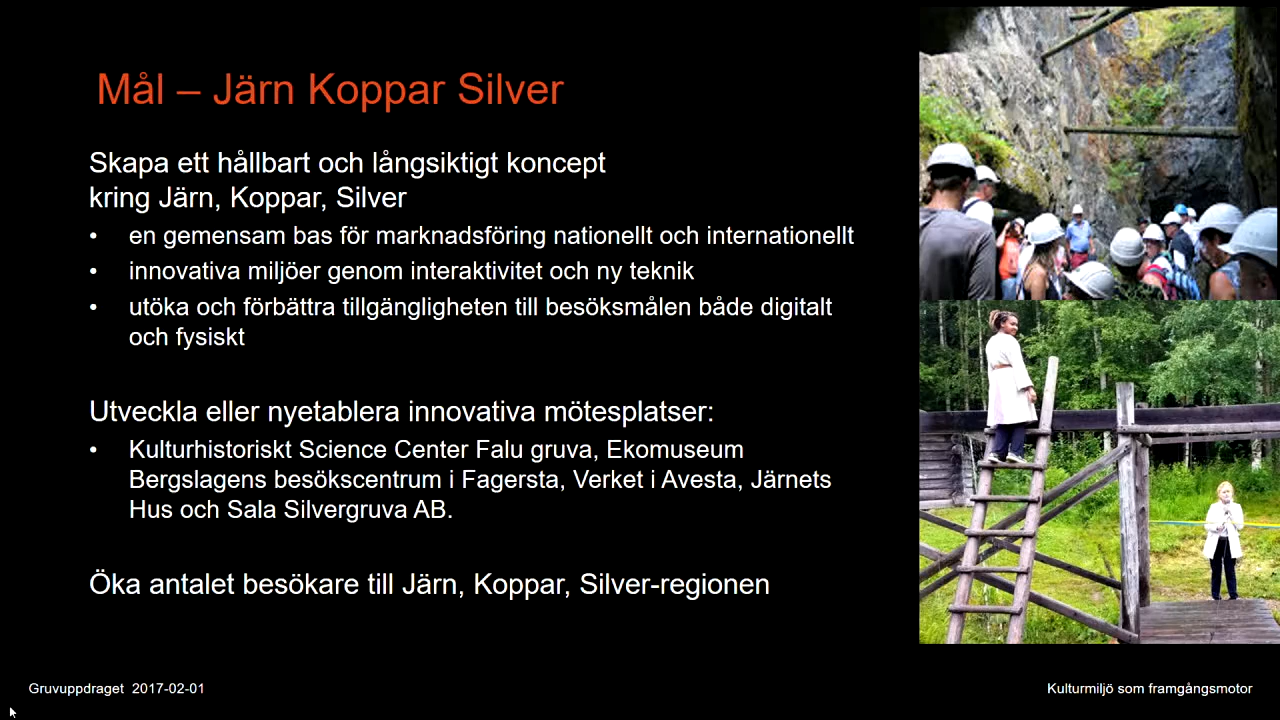 Mål – Järn Koppar Silver
Skapa ett hållbart och långsiktigt koncept
kring Järn, Koppar, Silver
• en gemensam bas för marknadsföring nationellt och internationellt
• innovativa miljöer genom interaktivitet och ny teknik
• utöka och förbättra tillgängligheten till besöksmålen både digitalt
och fysiskt
Utveckla eller nyetablera innovativa mötesplatser:
• Kulturhistoriskt Science Center Falu gruva, Ekomuseum
Bergslagens besökscentrum i Fagersta, Verket i Avesta, Järnets
Hus och Sala Silvergruva AB.
Öka antalet besökare till Järn, Koppar, Silver-regionen
Gruvuppdraget 2017-02-01
Kulturmiljö som framgångsmotor